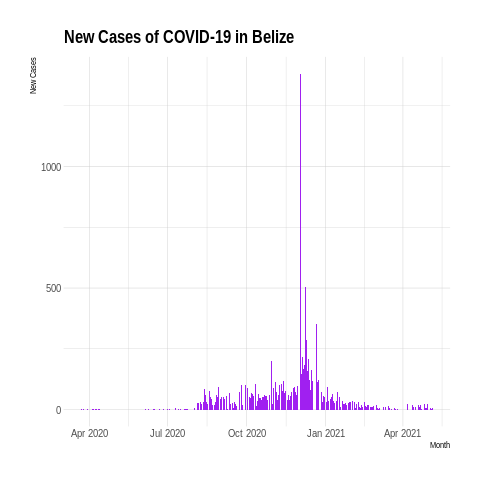 New Cases of COVID-19 in Belize
New Cases
1000
500
0
Apr 2020 Jul 2020 Oct 2020 Jan 2021 Apr 2021
Month